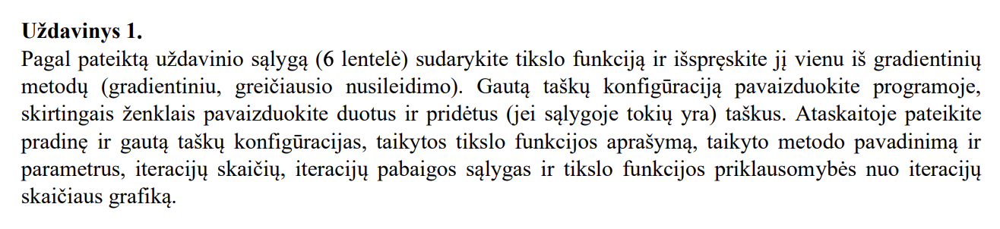 Uždavinys 1.
Pagal pateiktą uždavinio sąlygą (6 lentelė) sudarykite tikslo funkciją ir išspręskite jį vienu iš gradientinių
metodų (gradientiniu, greičiausio nusileidimo). Gautą taškų konfigūraciją pavaizduokite programoje,
skirtingais ženklais pavaizduokite duotus ir pridėtus (jei sąlygoje tokių yra) taškus. Ataskaitoje pateikite
pradinę ir gautą taškų konfigūracijas, taikytos tikslo funkcijos aprašymą, taikyto metodo pavadinimą ir
parametrus, iteracijų skaičių, iteracijų pabaigos sąlygas ir tikslo funkcijos priklausomybės nuo iteracijų
skaičiaus grafiką.